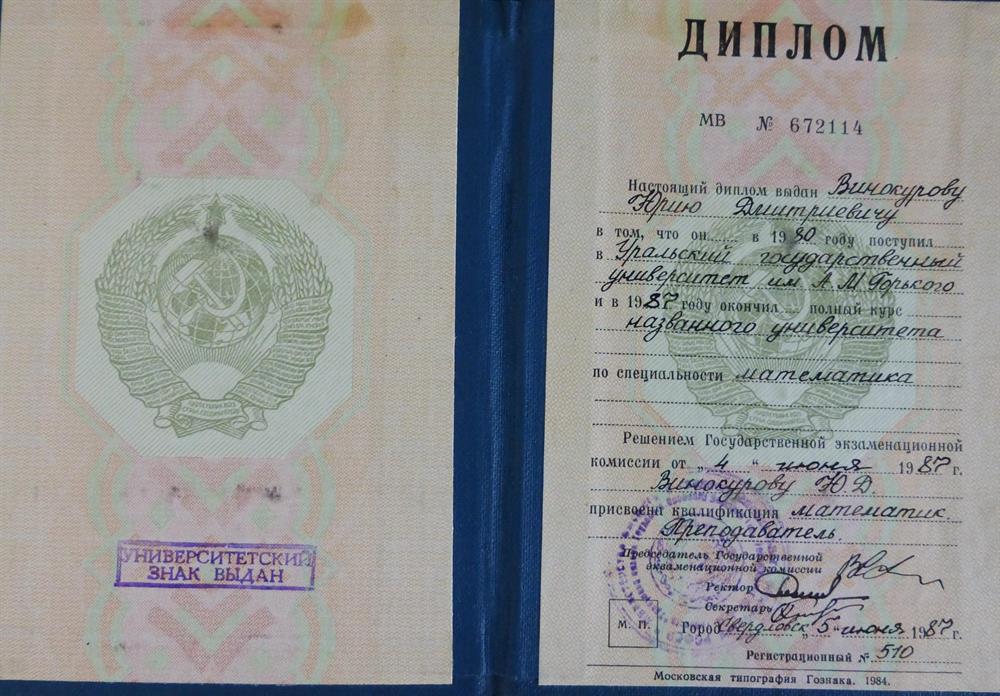 УНИВЕРСИТЕТСКИЙ
ЗНАК ВЫДАН
ДИПЛОМ
МВ № 672114
Настоящий диплом выдан Винокурову
Юрию Дмитриевичу
в том, что он в 1980 году поступил
в Уральский государственный
университет им А.М.Горького
и в 1987 году окончил полный курс
названного университета
по специальности математика
Решением Государственной экзаменационной
комиссии от „4“ июня 1987 г.
Винокурову Ю.Д.
присвоена квалификация математик.
Преподаватель.
Председатель Государственной
экзаменационной комиссии
Ректор
Секретарь
М. П. Город Свердловск „5“ июня 1987 г.
Регистрационный № 510
Московская типография Гознака. 1984.